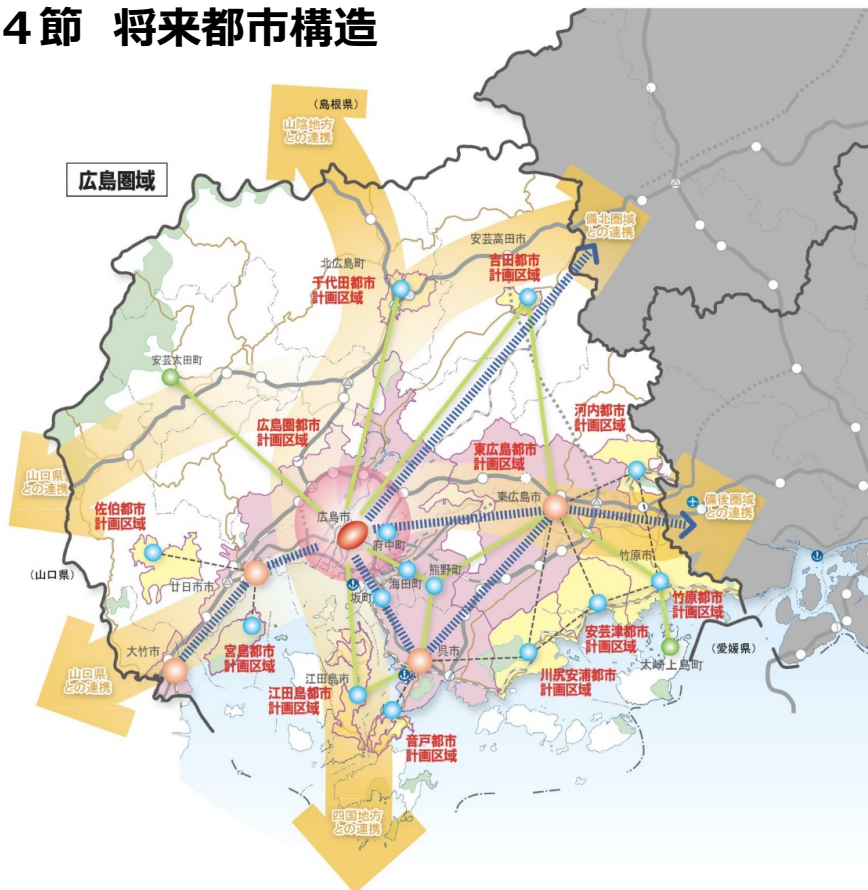 4節 将来都市構造
(島根県)
山陰地方
との連携
広島圏域
備北圏域
との連携
安芸高田市
北広島町
千代田都市
計画区域
吉田都市
計画区域
安芸太田町
広島圏都市
計画区域
河内都市
計画区域
東広島都市
計画区域
山口県
との連携
佐伯都市
計画区域
広島市
東広島市
備後圏域
との連携
府中町
(山口県)
廿日市市
海田町
熊野町
竹原市
坂町
竹原都市
計画区域
安芸津都市
計画区域
宮島都市
計画区域
大竹市
呉市
(愛媛県)
大崎上島町
山口県
との連携
江田島市
江田島都市
計画区域
川尻安浦都市
計画区域
音戸都市
計画区域
四国地方
との連携